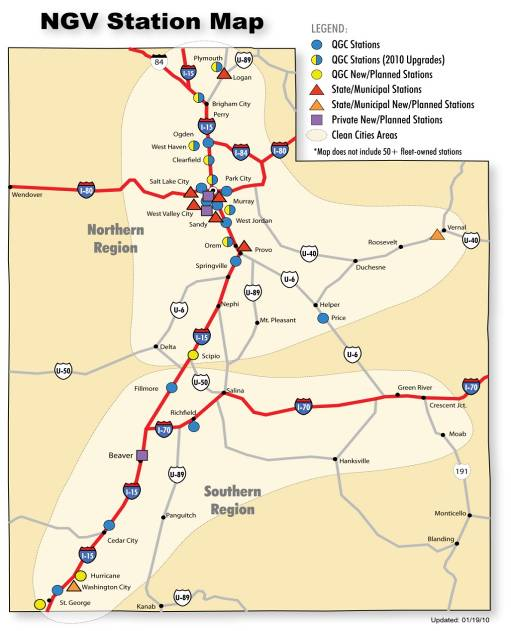 NGV Station Map
LEGEND:
QGC Stations
QGC Stations (2010 Upgrades)
QGC New/Planned Stations
State/Municipal Stations
State/Municipal New/Planned Stations
Private New/Planned Stations
Clean Cities Areas
*Map does not include 50+ fleet-owned stations
Plymouth
U-89
84
I-15
Logan
Brigham City
Perry
I-15
Ogden
West Haven
I-84
I-80
Clearfield
Salt Lake City
Park City
I-80
Wendover
Murray
West Valley City
West Jordan
Sandy
Northern
Region
Vernal
Roosevelt
U-40
Orem
Provo
U-40
Springville
Duchesne
U-6
U-89
Nephi
Helper
U-6
Mt. Pleasant
Price
I-15
Delta
U-6
Scipio
U-50
U-50
Fillmore
Salina
Green River
I-70
I-70
Crescent Jct.
Richfield
I-70
Moab
Beaver
Hanksville
U-89
191
I-15
Southern
Region
Panguitch
Monticello
Cedar City
Blanding
I-15
Hurricane
Washington City
St. George
U-89
Kanab
Updated: 01/19/10